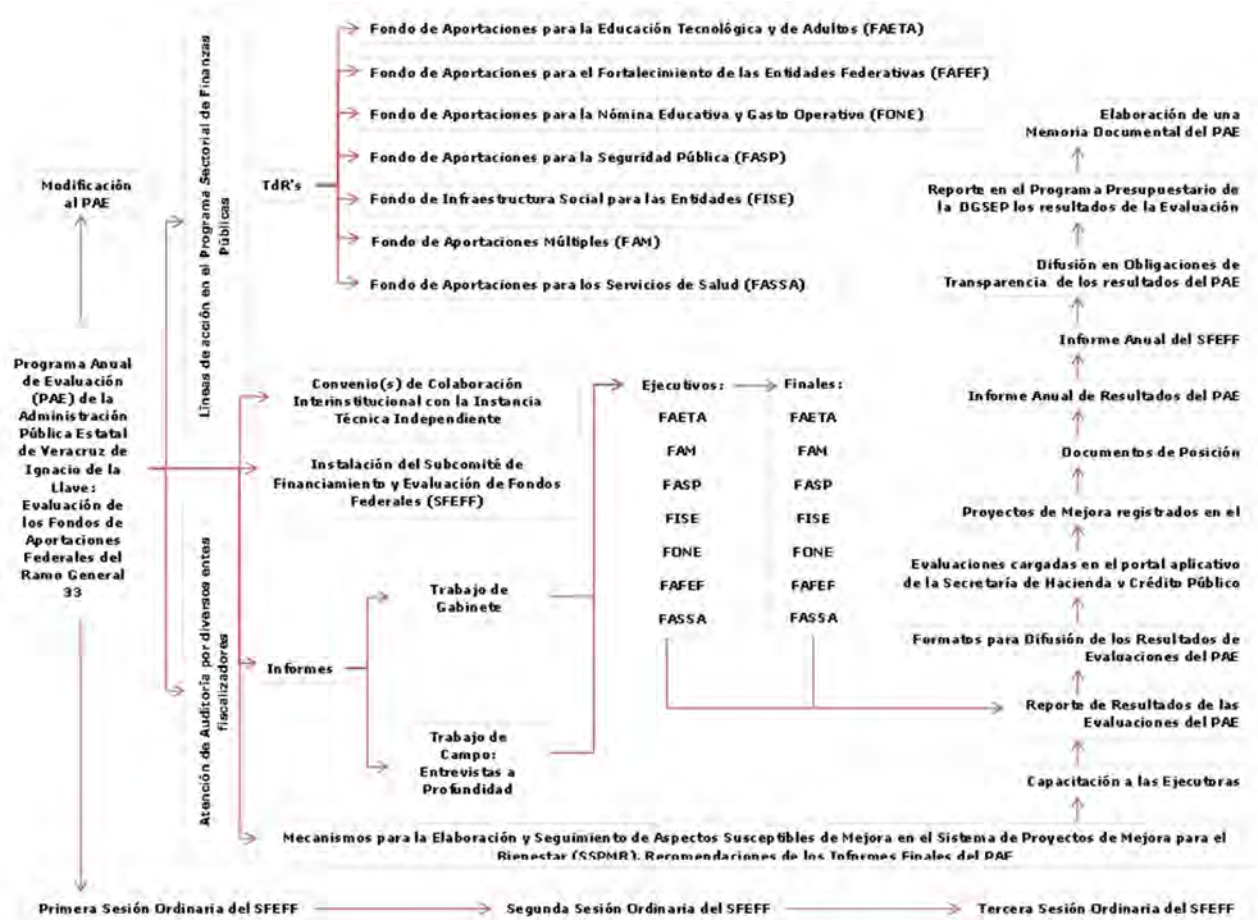 Modificación
al PAE
Programa Anual
de Evaluación
(PAE) de la
Administración
Pública Estatal
de Veracruz de
Ignacio de la
Llave:
Evaluación de
los Fondos de
Aportaciones
Federales del
Ramo General
33
Líneas de acción en el Programa Sectorial de Finanzas
Públicas
Atención de Auditoría por diversos entes
fiscalizadores
TdR's
Fondo de Aportaciones para la Educación Tecnológica y de Adultos (FAETA)
Fondo de Aportaciones para el Fortalecimiento de las Entidades Federativas (FAFEF)
Fondo de Aportaciones para la Nómina Educativa y Gasto Operativo (FONE)
Fondo de Aportaciones para la Seguridad Pública (FASP)
Fondo de Infraestructura Social para las Entidades (FISE)
Fondo de Aportaciones Múltiples (FAM)
Fondo de Aportaciones para los Servicios de Salud (FASSA)
Convenio(s) de Colaboración
Interinstitucional con la Instancia
Técnica Independiente
Instalación del Subcomité de
Financiamiento y Evaluación de Fondos
Federales (SFEFF)
Informes
Trabajo de
Gabinete
Trabajo de
Campo:
Entrevistas a
Profundidad
Ejecutivos:
FAETA
FAM
FASP
FISE
FONE
FAFEF
FASSA
Finales:
FAETA
FAM
FASP
FISE
FONE
FAFEF
FASSA
Elaboración de una
Memoria Documental del PAE
Reporte en el Programa Presupuestario de
la DGSEP los resultados de la Evaluación
Difusión en Obligaciones de
Transparencia de los resultados del PAE
Informe Anual del SFEFF
Informe Anual de Resultados del PAE
Documentos de Posición
Proyectos de Mejora registrados en el
Evaluaciones cargadas en el portal aplicativo
de la Secretaría de Hacienda y Crédito Público
Formatos para Difusión de los Resultados de
Evaluaciones del PAE
Reporte de Resultados de las
Evaluaciones del PAE
Capacitación a las Ejecutoras
Mecanismos para la Elaboración y Seguimiento de Aspectos Susceptibles de Mejora en el Sistema de Proyectos de Mejora para el
Bienestar (SSPMB). Recomendaciones de los Informes Finales del PAE
Primera Sesión Ordinaria del SFEFF
Segunda Sesión Ordinaria del SFEFF
Tercera Sesión Ordinaria del SFEFF